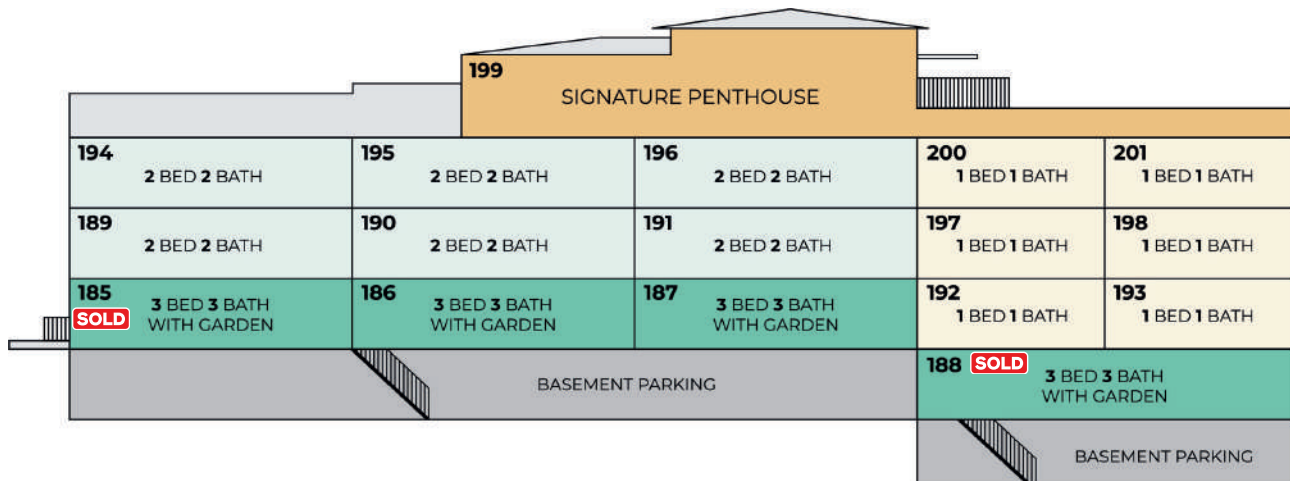 199
SIGNATURE PENTHOUSE
194
2 BED 2 BATH
195
2 BED 2 BATH
196
2 BED 2 BATH
200
1 BED 1 BATH
201
1 BED 1 BATH
189
2 BED 2 BATH
190
2 BED 2 BATH
191
2 BED 2 BATH
197
1 BED 1 BATH
198
1 BED 1 BATH
185
SOLD
3 BED 3 BATH
WITH GARDEN
186
3 BED 3 BATH
WITH GARDEN
187
3 BED 3 BATH
WITH GARDEN
192
1 BED 1 BATH
193
1 BED 1 BATH
BASEMENT PARKING
188 SOLD
3 BED 3 BATH
WITH GARDEN
BASEMENT PARKING